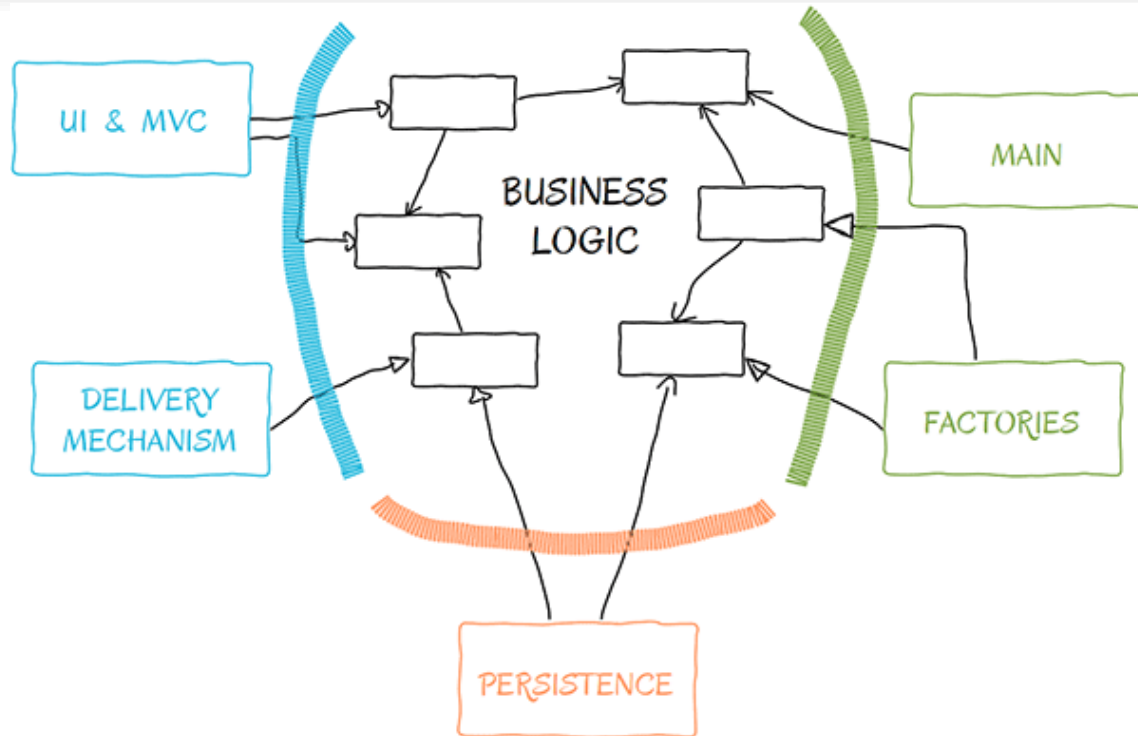 UI & MVC
BUSINESS
LOGIC
MAIN
DELIVERY
MECHANISM
FACTORIES
PERSISTENCE